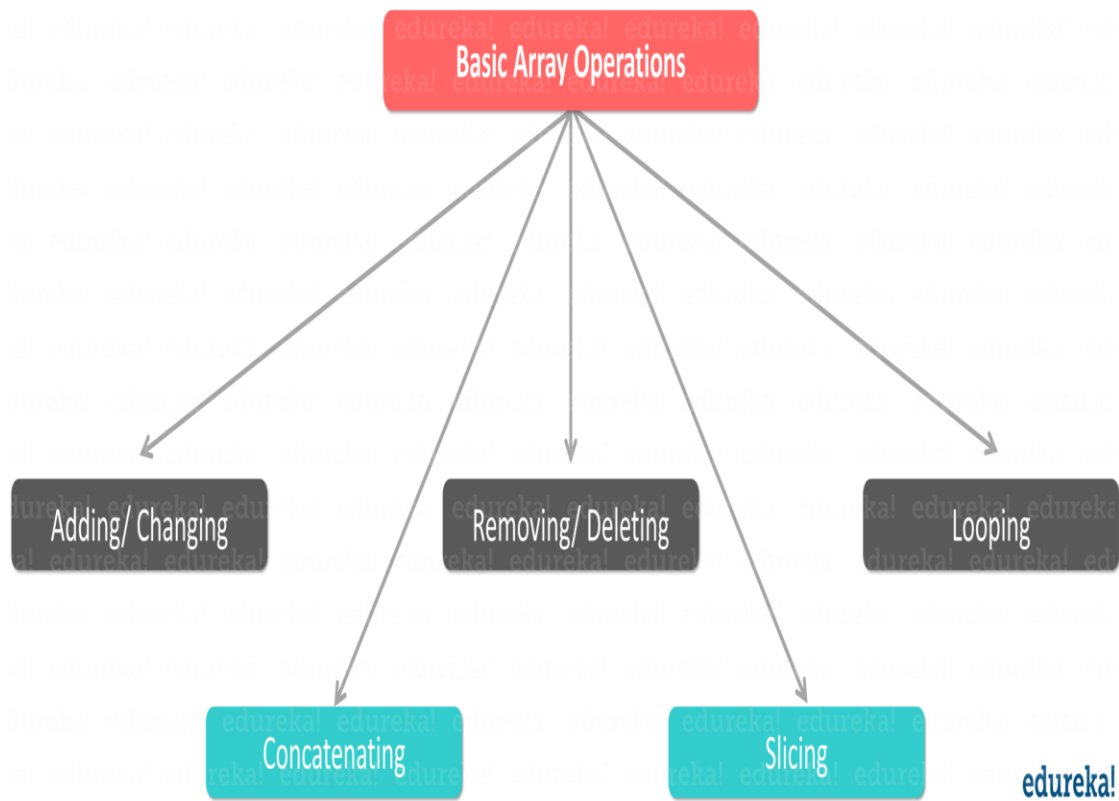 Basic Array Operations
Adding/ Changing
Removing/ Deleting
Looping
Concatenating
Slicing
edureka!